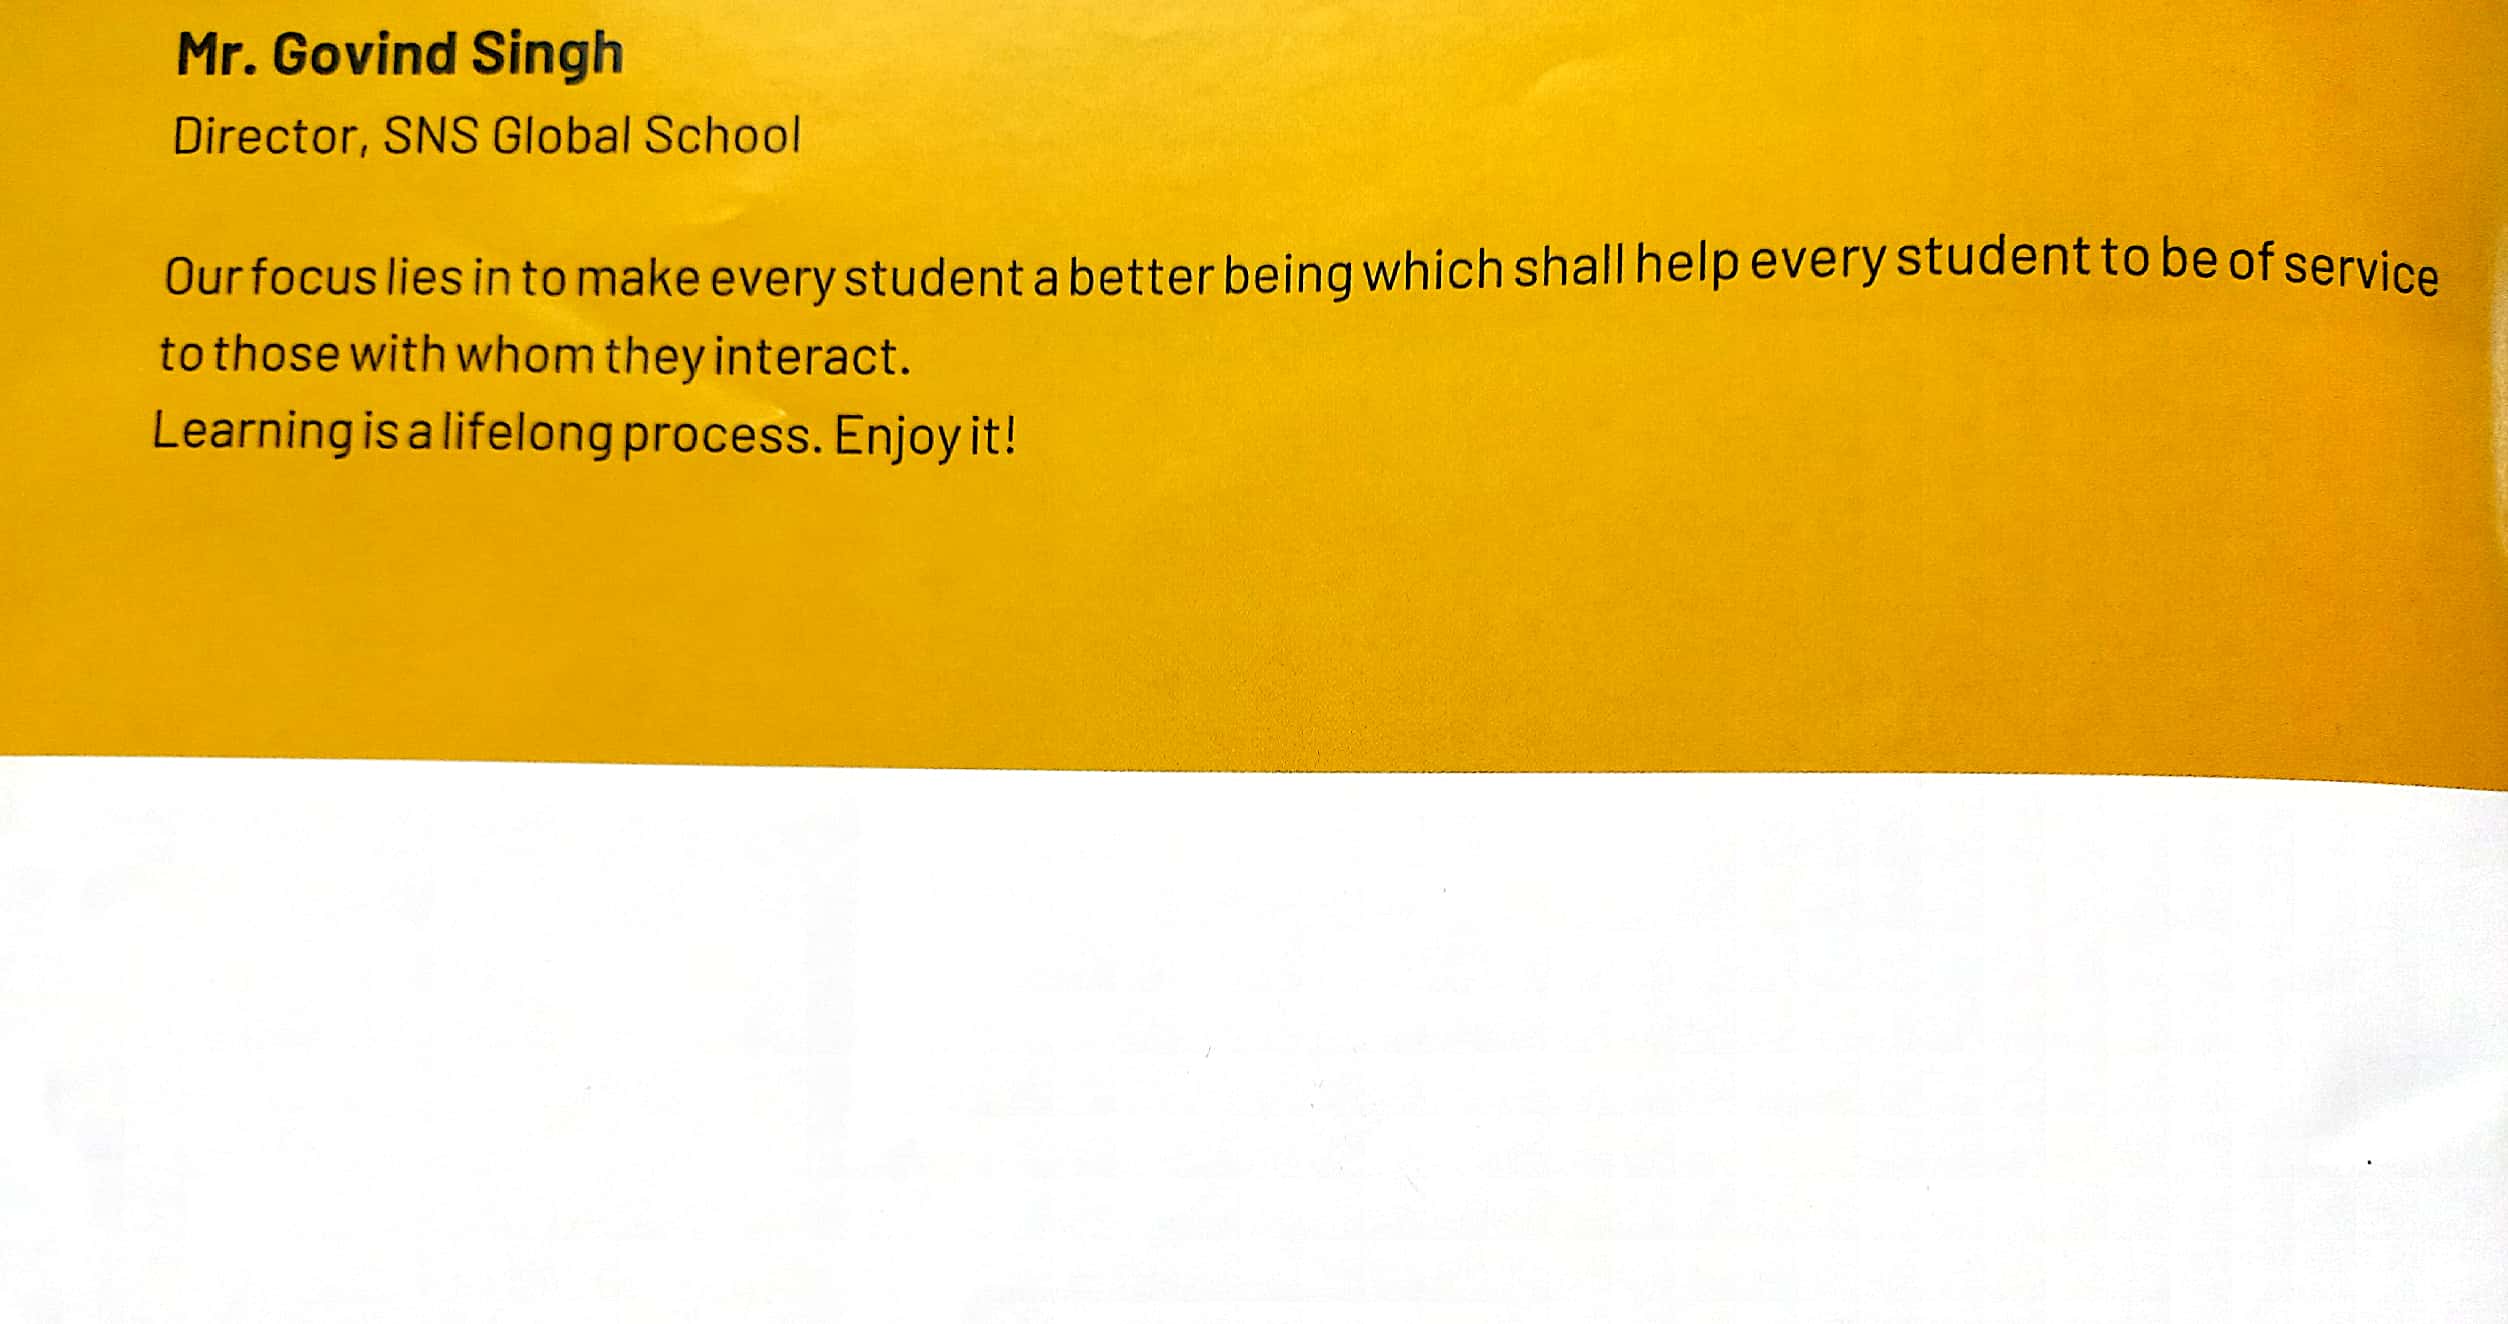 Mr. Govind Singh
Director, SNS Global School
Our focus lies in to make every student a better being which shall help every student to be of service
to those with whom they interact.
Learning is a lifelong process. Enjoy it!